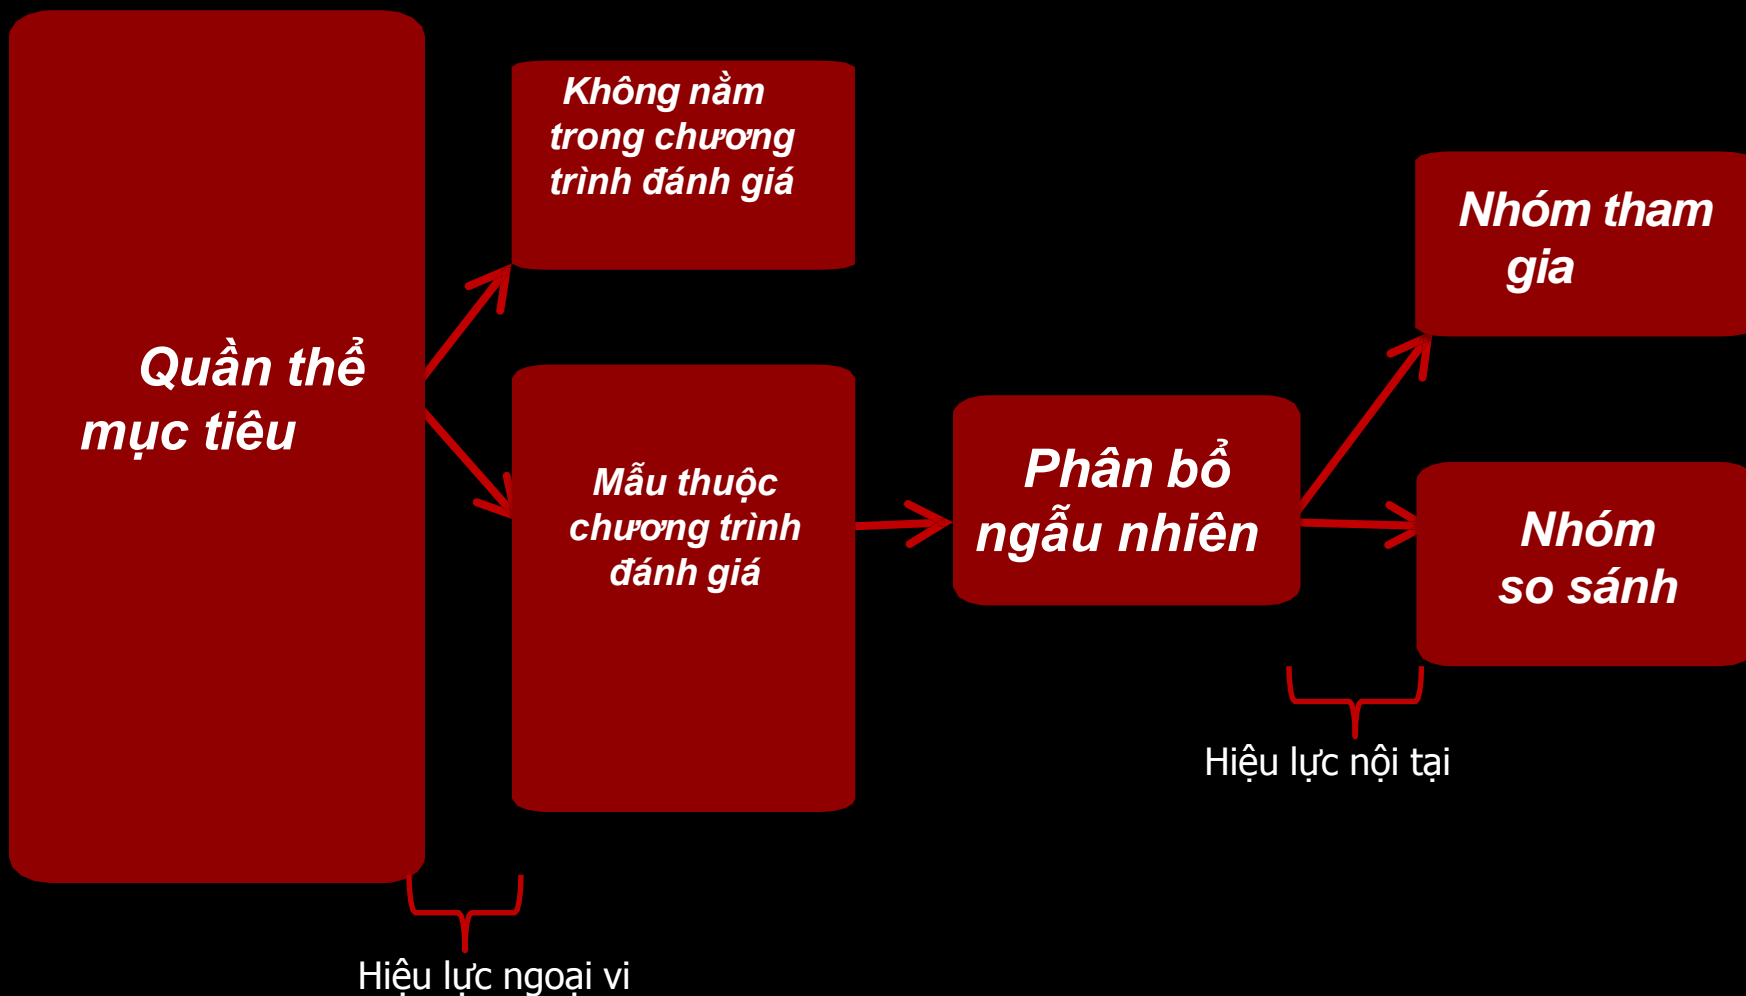 Không nằm
trong chương
trình đánh giá
Nhóm tham
gia
Quần thể
mục tiêu
Mẫu thuộc
chương trình
đánh giá
Phân bổ
ngẫu nhiên
Nhóm
so sánh
Hiệu lực nội tại
Hiệu lực ngoại vi